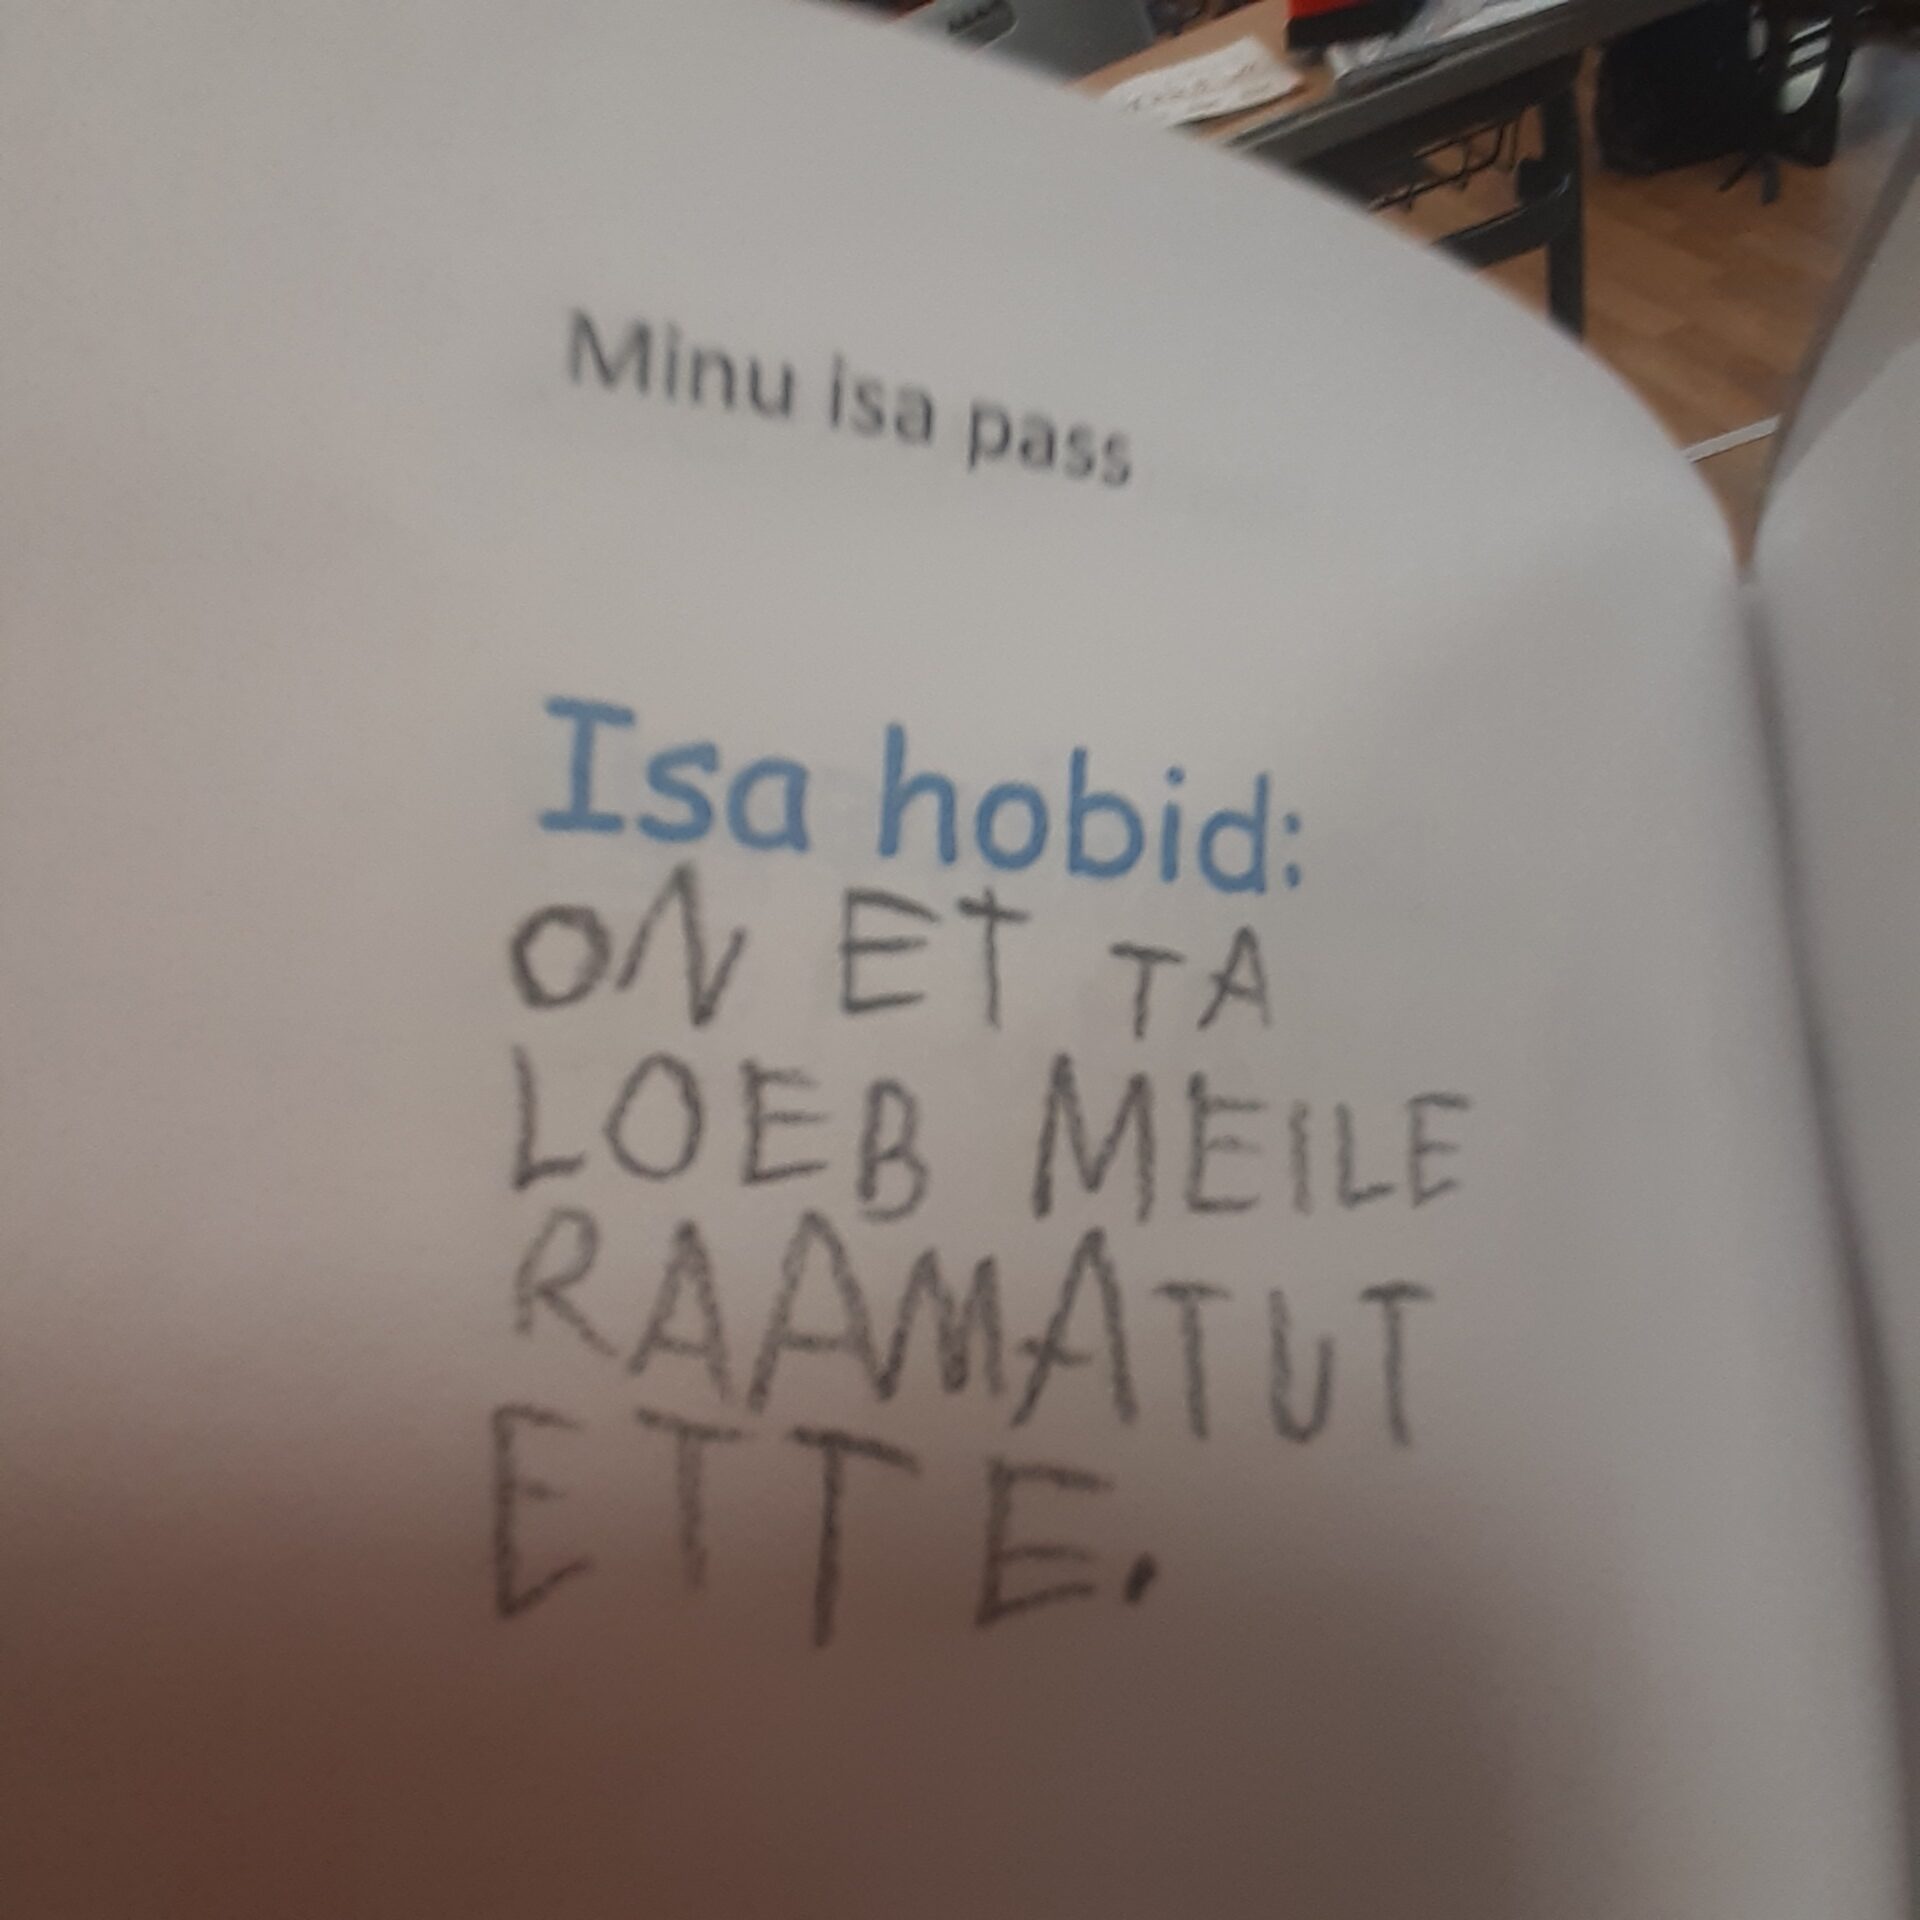 Minu isa pass
Isa hobid:
ON ET TA
LOEB MEILE
RAAMATUT
ETTE.